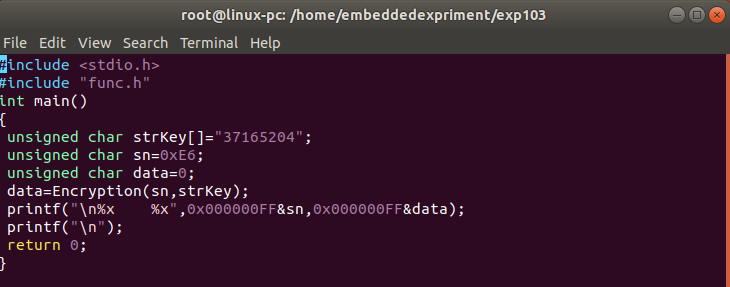 root@linux-pc: /home/embeddedexpriment/exp103
File Edit View Search Terminal Help
#include <stdio.h>
#include "func.h"
int main()
{
 unsigned char strKey[]="37165204";
 unsigned char sn=0xE6;
 unsigned char data=0;
 data=Encryption(sn,strKey);
 printf("\n%x    %x",0x000000FF&sn,0x000000FF&data);
 printf("\n");
 return 0;
}